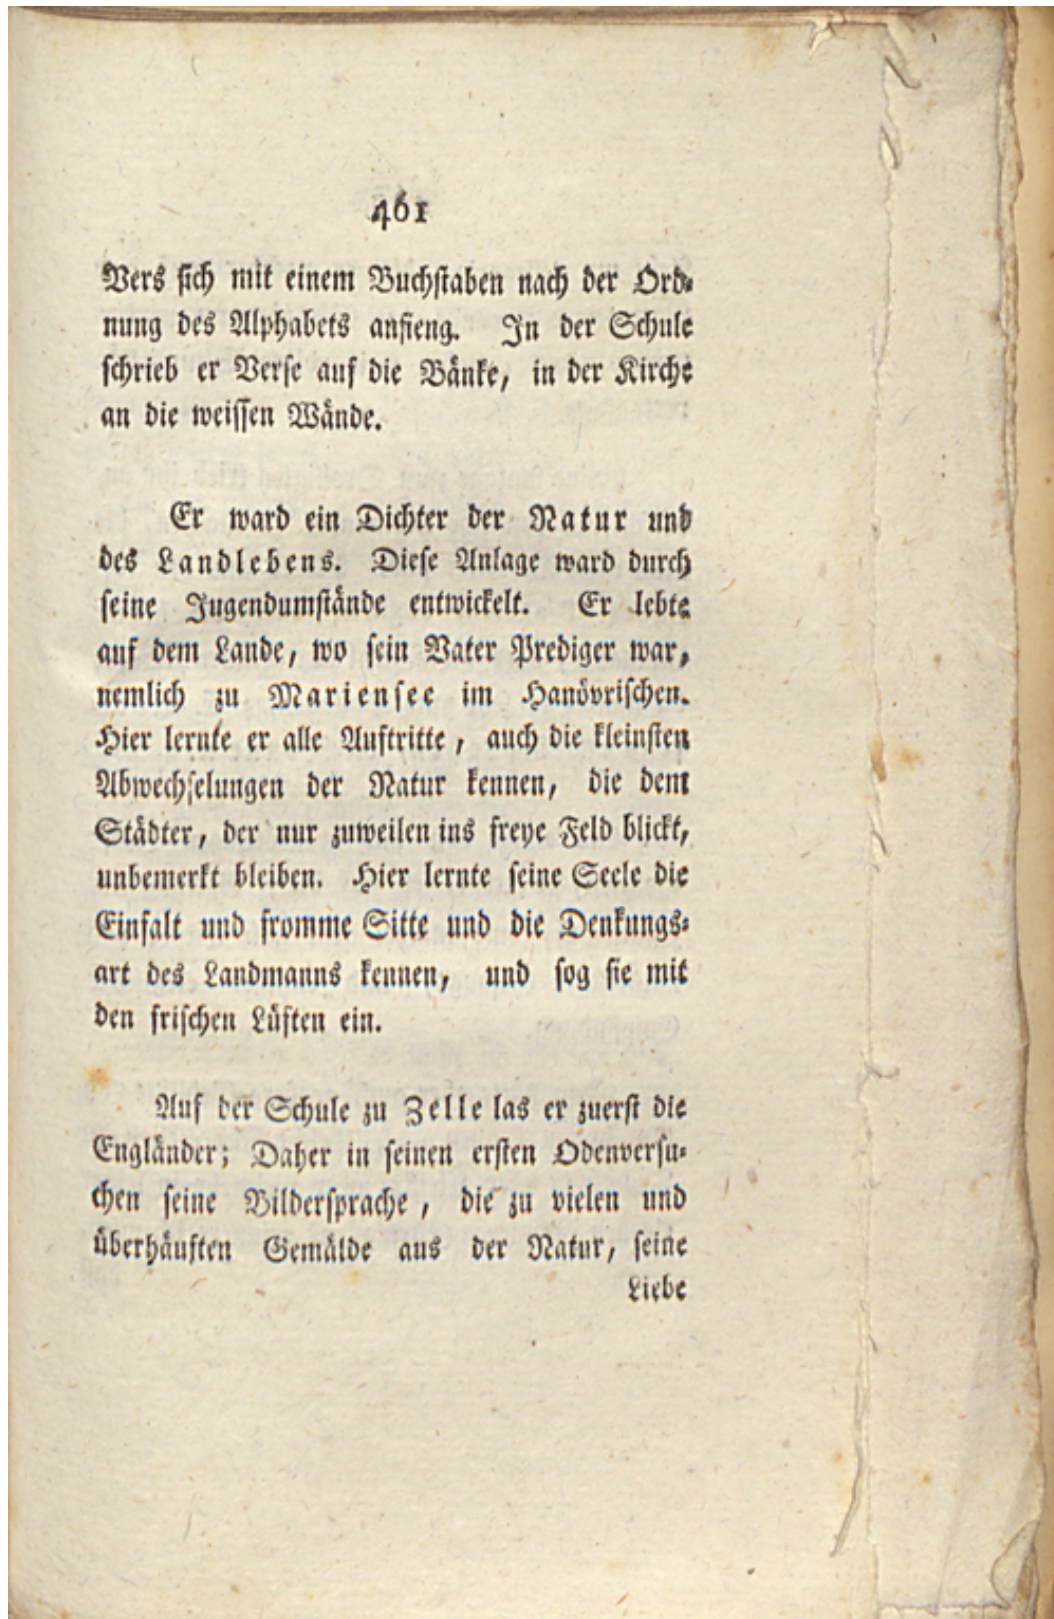 461
Vers sich mit einem Buchstaben nach der Ord-
nung des Alphabets anfieng. In der Schule
schrieb er Verse auf die Bänke, in der Kirche
an die weissen Wände.
Er ward ein Dichter der Natur und
des Landlebens. Diese Anlage ward durch
seine Jugendumstände entwickelt. Er lebte
auf dem Lande, wo sein Vater Prediger war,
nemlich zu Mariensee im Hanövrischen.
Hier lernte er alle Auftritte, auch die kleinsten
Abwechselungen der Natur kennen, die dem
Städter, der nur zuweilen ins freye Feld blickt,
unbemerkt bleiben. Hier lernte seine Seele die
Einfalt und fromme Sitte und die Denkungs-
art des Landmanns kennen, und sog sie mit
den frischen Lüften ein.
Auf der Schule zu Zelle las er zuerst die
Engländer; Daher in seinen ersten Odenversu-
chen seine Bildersprache, die zu vielen und
überhäuften Gemälde aus der Natur, seine
Liebe